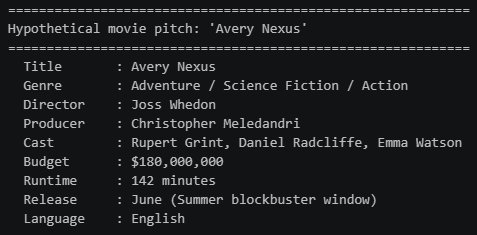 ==========================================================
Hypothetical movie pitch: 'Avery Nexus'
==========================================================
Title : Avery Nexus
Genre : Adventure / Science Fiction / Action
Director : Joss Whedon
Producer : Christopher Meledandri
Cast : Rupert Grint, Daniel Radcliffe, Emma Watson
Budget : $180,000,000
Runtime : 142 minutes
Release : June (Summer blockbuster window)
Language : English